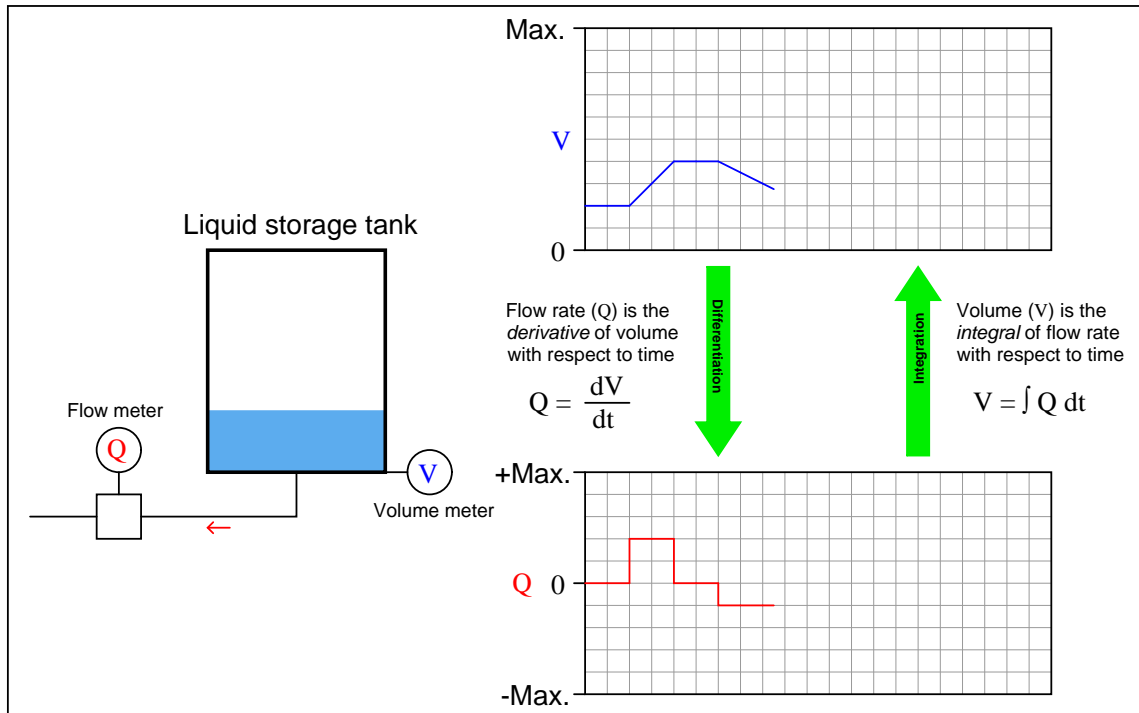 Max.
V
0
Liquid storage tank
Flow meter
Q
V
Volume meter
Flow rate (Q) is the
derivative of volume
with respect to time
Q = dV
dt
Differentiation
Integration
Volume (V) is the
integral of flow rate
with respect to time
V = ∫ Q dt
+Max.
Q 0
-Max.